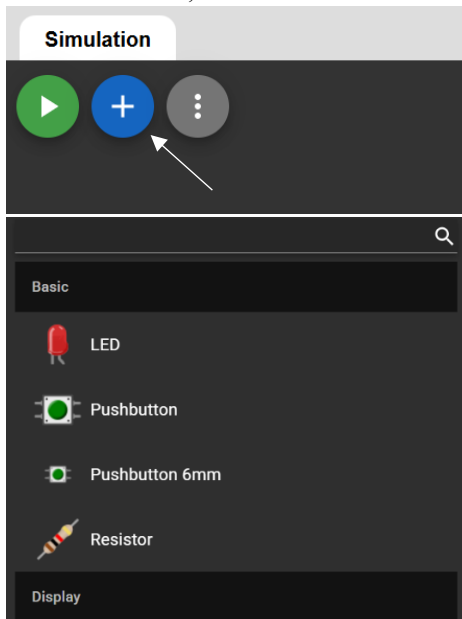 Simulation
Basic
LED
Pushbutton
Pushbutton 6mm
Resistor
Display